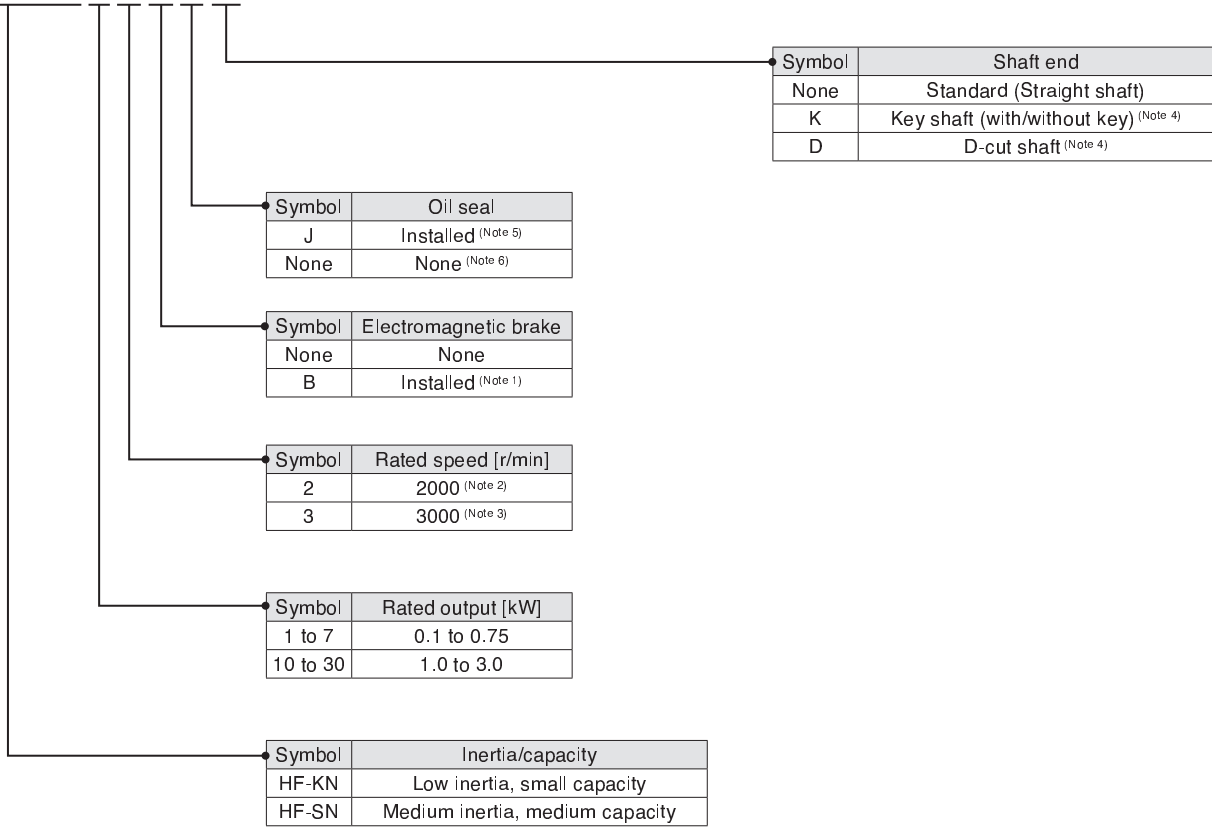 Symbol Shaft end
None Standard (Straight shaft)
K Key shaft (with/without key) (Note 4)
D D-cut shaft (Note 4)
Symbol Oil seal
J Installed (Note 5)
None None (Note 6)
Symbol Electromagnetic brake
None None
B Installed (Note 1)
Symbol Rated speed [r/min]
2 2000 (Note 2)
3 3000 (Note 3)
Symbol Rated output [kW]
1 to 7 0.1 to 0.75
10 to 30 1.0 to 3.0
Symbol Inertia/capacity
HF-KN Low inertia, small capacity
HF-SN Medium inertia, medium capacity